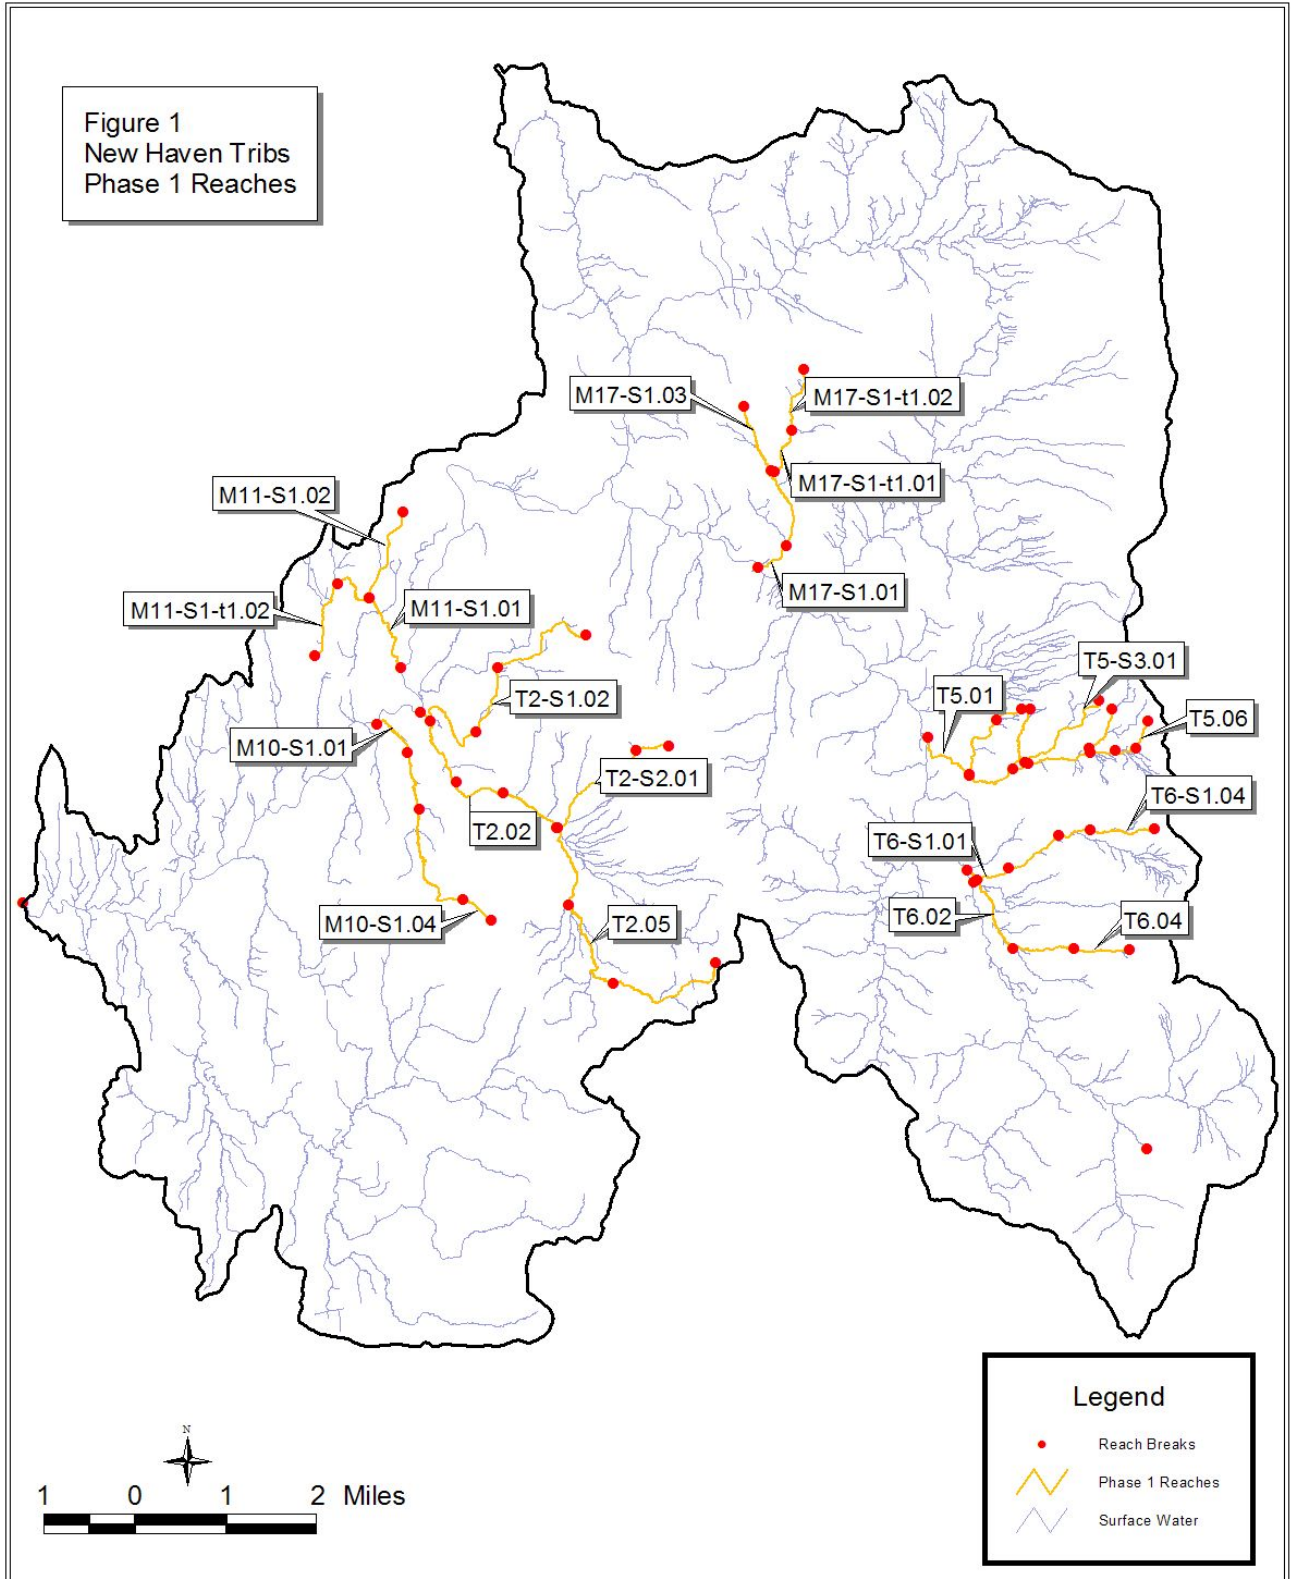 Figure 1
New Haven Tribs
Phase 1 Reaches
M17-S1.03
M17-S1-t1.02
M17-S1-t1.01
M11-S1.02
M17-S1.01
M11-S1-t1.02
M11-S1.01
T5-S3.01
T5.01
T2-S1.02
T5.06
M10-S1.01
T2-S2.01
T6-S1.04
T2.02
T6-S1.01
M10-S1.04
T2.05
T6.02
T6.04
Legend
Reach Breaks
Phase 1 Reaches
Surface Water
N
1 0 1 2 Miles